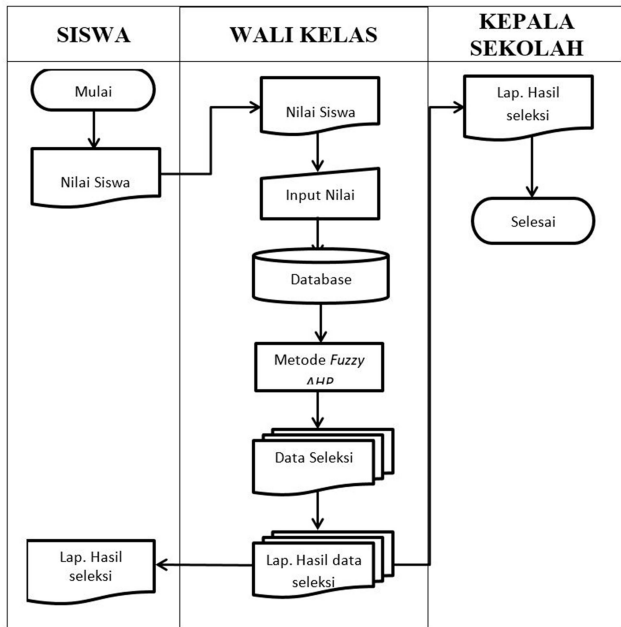 SISWA
WALI KELAS
KEPALA
SEKOLAH
Mulai
Nilai Siswa
Nilai Siswa
Input Nilai
Database
Metode Fuzzy
AHP
Data Seleksi
Lap. Hasil data
seleksi
Lap. Hasil
seleksi
Lap. Hasil
seleksi
Selesai